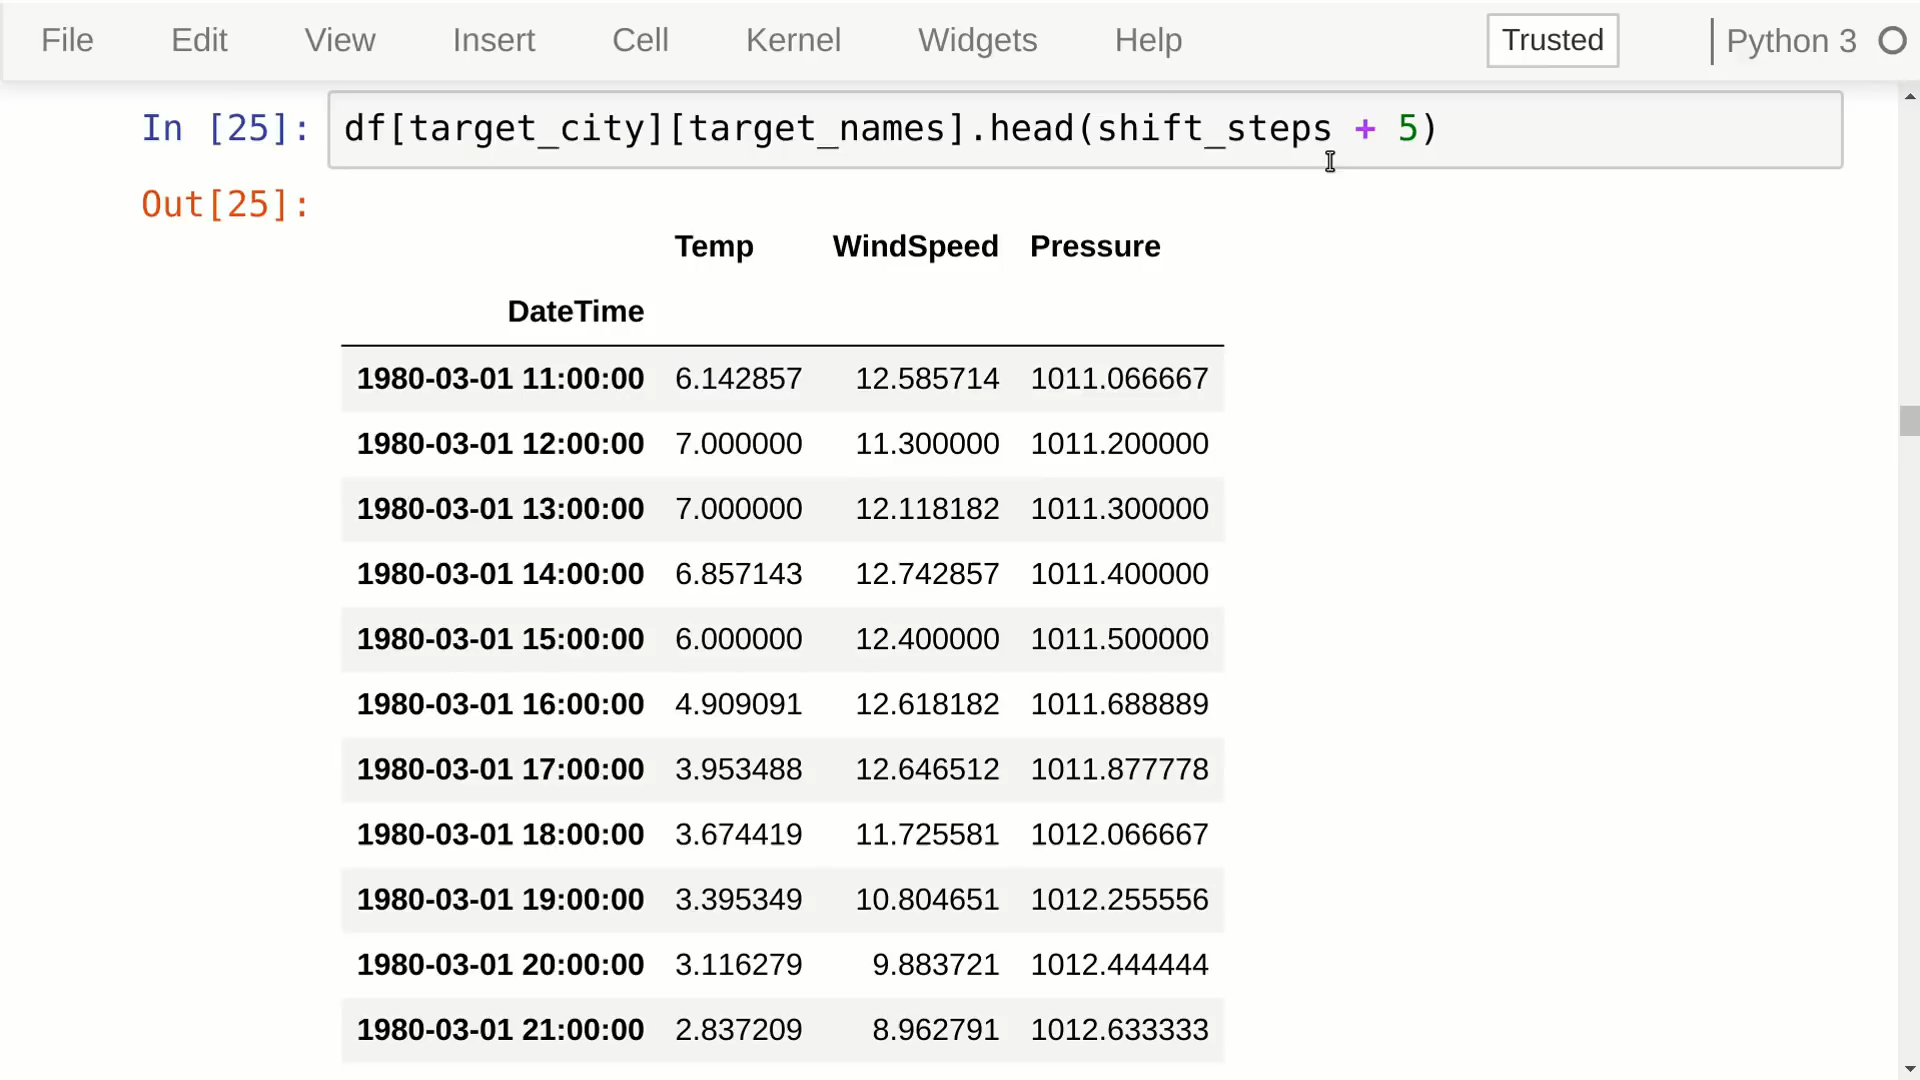 File Edit View Insert Cell Kernel Widgets Help Trusted Python 3
In [25]: df[target_city][target_names].head(shift_steps + 5)
Out[25]:
Temp WindSpeed Pressure
DateTime
1980-03-01 11:00:00 6.142857 12.585714 1011.066667
1980-03-01 12:00:00 7.000000 11.300000 1011.200000
1980-03-01 13:00:00 7.000000 12.118182 1011.300000
1980-03-01 14:00:00 6.857143 12.742857 1011.400000
1980-03-01 15:00:00 6.000000 12.400000 1011.500000
1980-03-01 16:00:00 4.909091 12.618182 1011.688889
1980-03-01 17:00:00 3.953488 12.646512 1011.877778
1980-03-01 18:00:00 3.674419 11.725581 1012.066667
1980-03-01 19:00:00 3.395349 10.804651 1012.255556
1980-03-01 20:00:00 3.116279 9.883721 1012.444444
1980-03-01 21:00:00 2.837209 8.962791 1012.633333